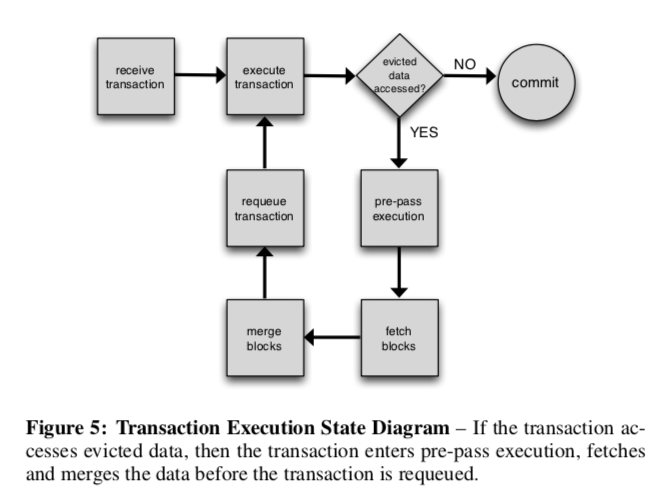 receive
transaction
execute
transaction
evicted
data
accessed?
NO
commit
YES
requeue
transaction
pre-pass
execution
merge
blocks
fetch
blocks
Figure 5: Transaction Execution State Diagram – If the transaction ac-
cesses evicted data, then the transaction enters pre-pass execution, fetches
and merges the data before the transaction is requeued.